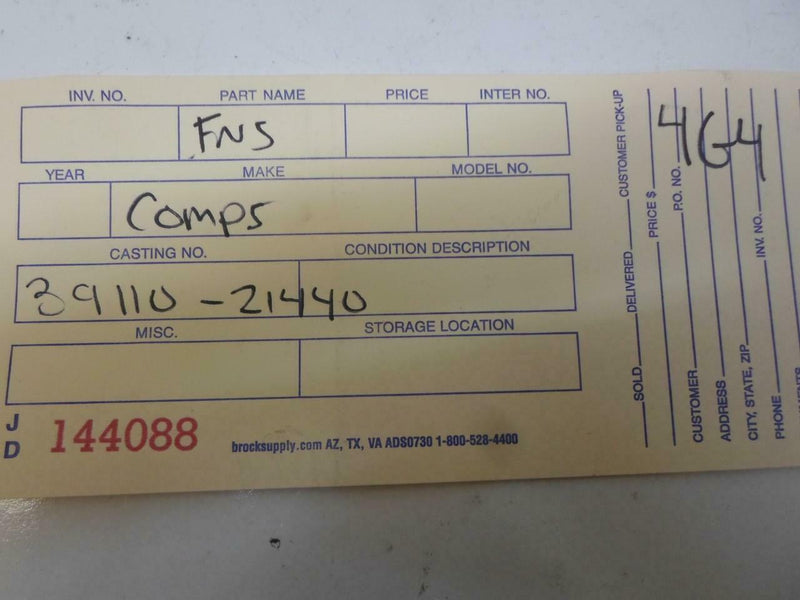 INV. NO. PART NAME PRICE INTER NO.
FNS
YEAR MAKE MODEL NO.
Comps
CASTING NO. CONDITION DESCRIPTION
39110-21440
MISC. STORAGE LOCATION
JD 144088 brocksupply.com AZ, TX, VA ADS0730 1-800-528-4400
SOLD DELIVERED CUSTOMER PICK-UP
PRICE $
P.O. NO.
CUSTOMER
ADDRESS
CITY, STATE, ZIP INV. NO.
PHONE
4G4